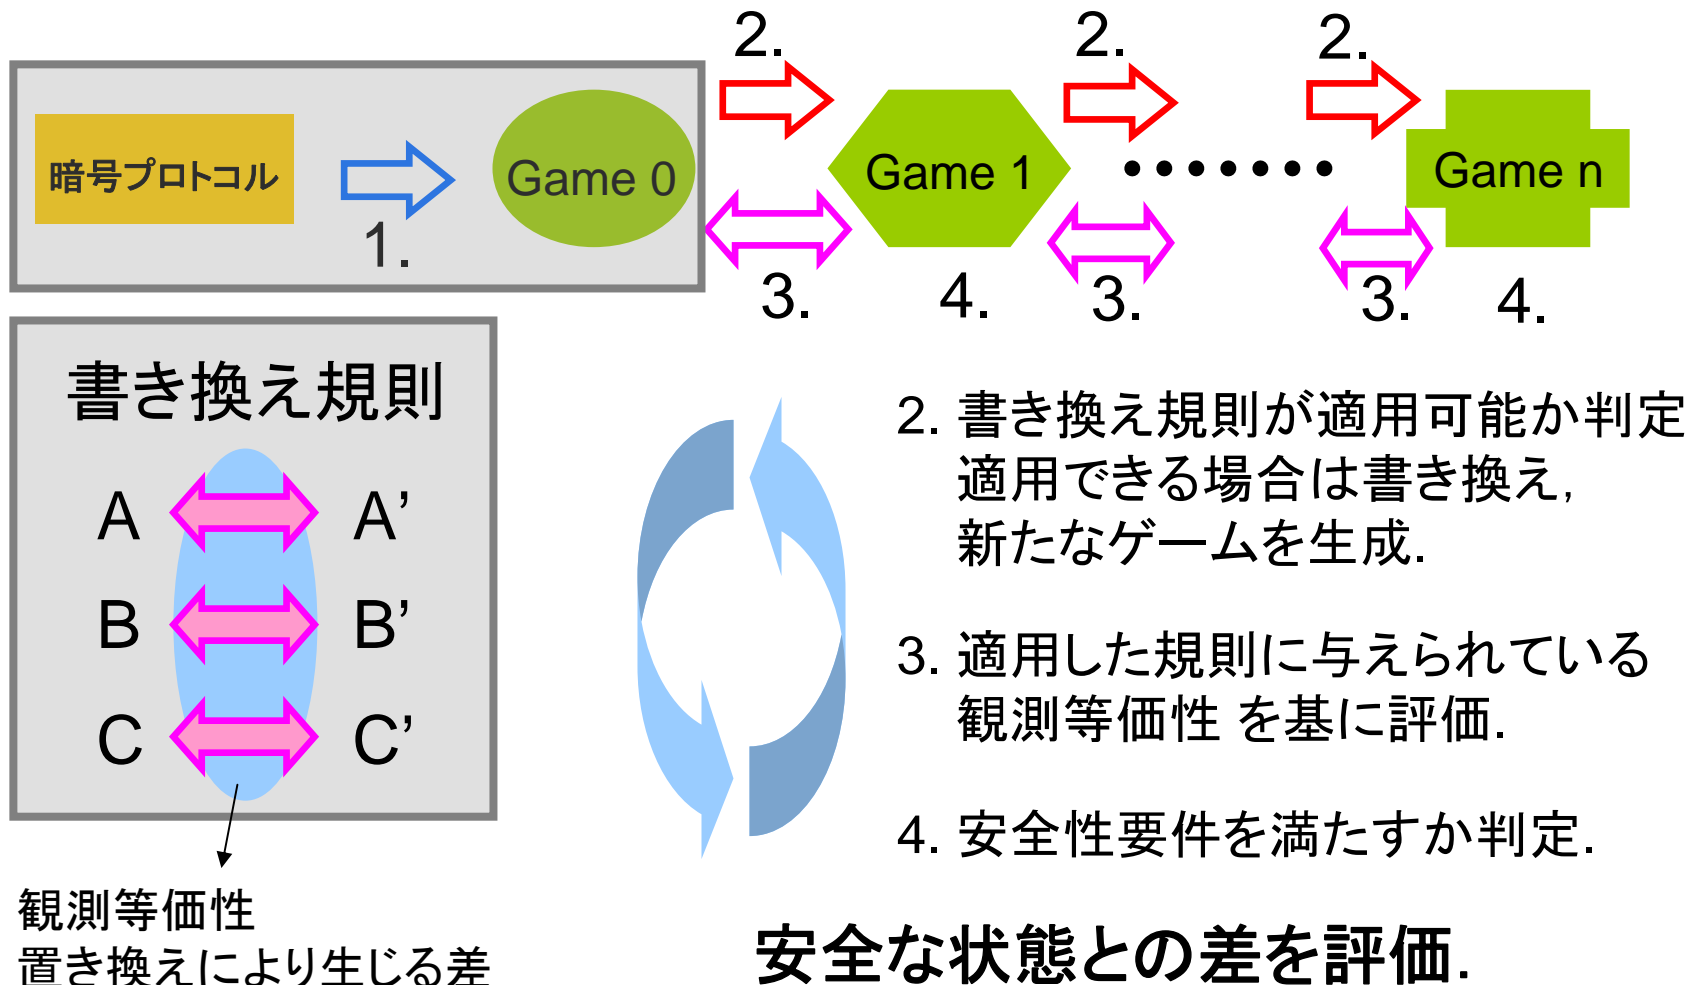 2. 2. 2.
暗号プロトコル Game 0 Game 1 ・・・・・・・ Game n
1.
3. 4. 3. 3. 4.
書き換え規則
A A’
B B’
C C’
観測等価性
置き換えにより生じる差
2. 書き換え規則が適用可能か判定
適用できる場合は書き換え,
新たなゲームを生成.
3. 適用した規則に与えられている
観測等価性 を基に評価.
4. 安全性要件を満たすか判定.
安全な状態との差を評価.